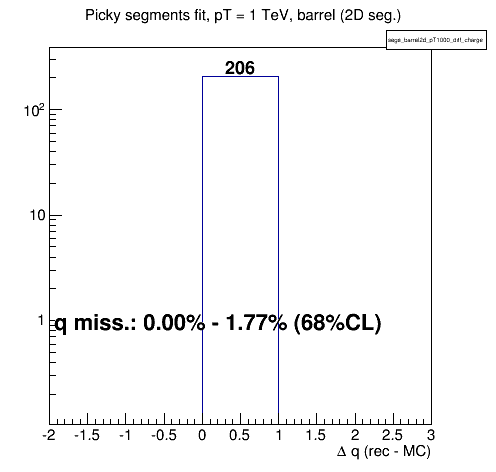 Picky segments fit, pT = 1 TeV, barrel (2D seg.)
segs_barrel2d_pT1000_diff_charge
206
10²
10
1
q miss.: 0.00% - 1.77% (68%CL)
-2 -1.5 -1 -0.5 0 0.5 1 1.5 2 2.5 3
Δ q (rec - MC)